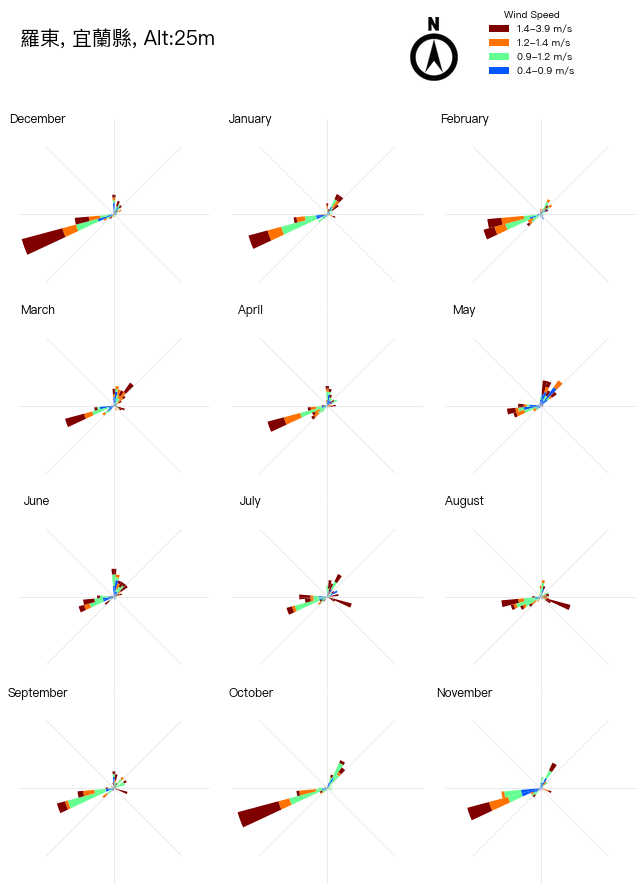 羅東, 宜蘭縣, Alt:25m
N
Wind Speed
1.4–3.9 m/s
1.2–1.4 m/s
0.9–1.2 m/s
0.4–0.9 m/s
December
January
February
March
April
May
June
July
August
September
October
November